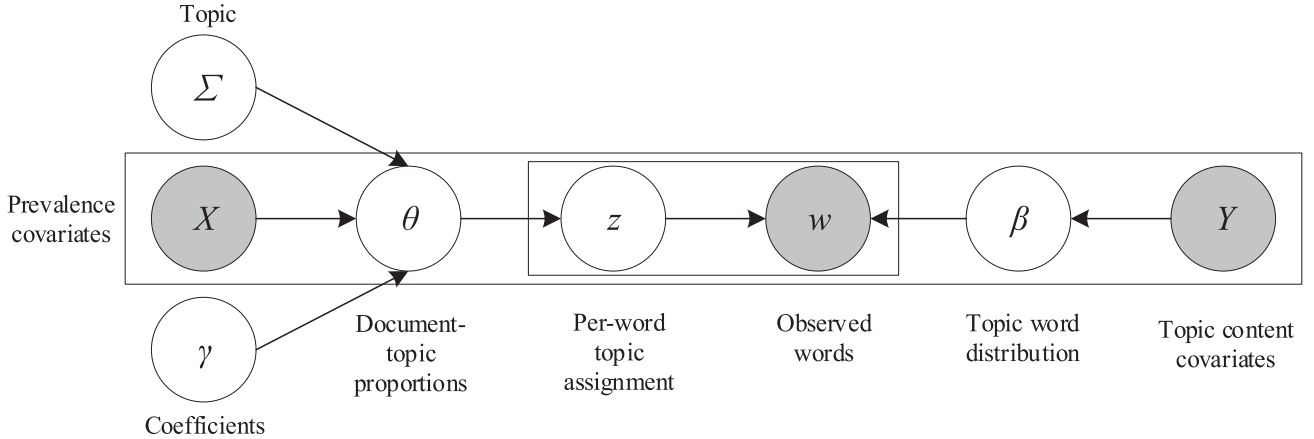 Topic
Σ
Prevalence
covariates
X
θ
z
w
β
Y
γ
Document-
topic
proportions
Per-word
topic
assignment
Observed
words
Topic word
distribution
Topic content
covariates
Coefficients